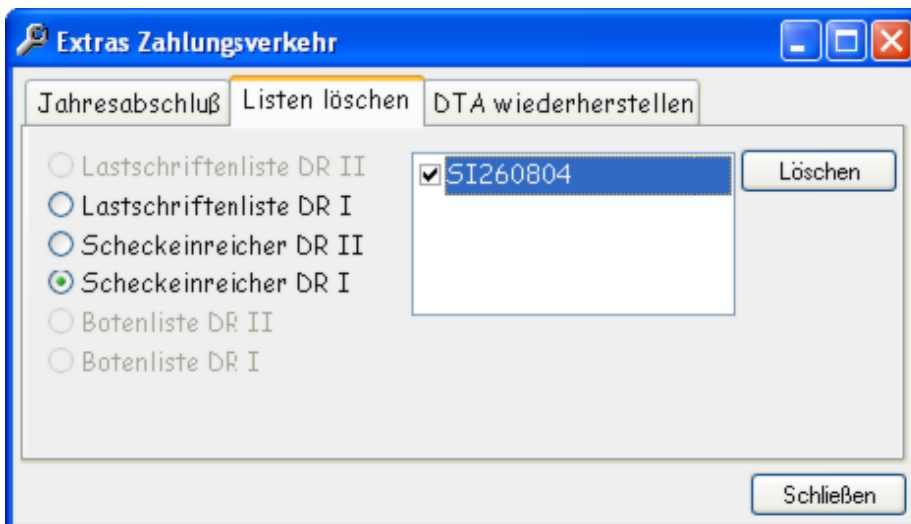 Extras Zahlungsverkehr
Jahresabschluß Listen löschen DTA wiederherstellen
Lastschriftenliste DR II
Lastschriftenliste DR I
Scheckeinreicher DR II
Scheckeinreicher DR I
Botenliste DR II
Botenliste DR I
SI260804
Löschen
Schließen